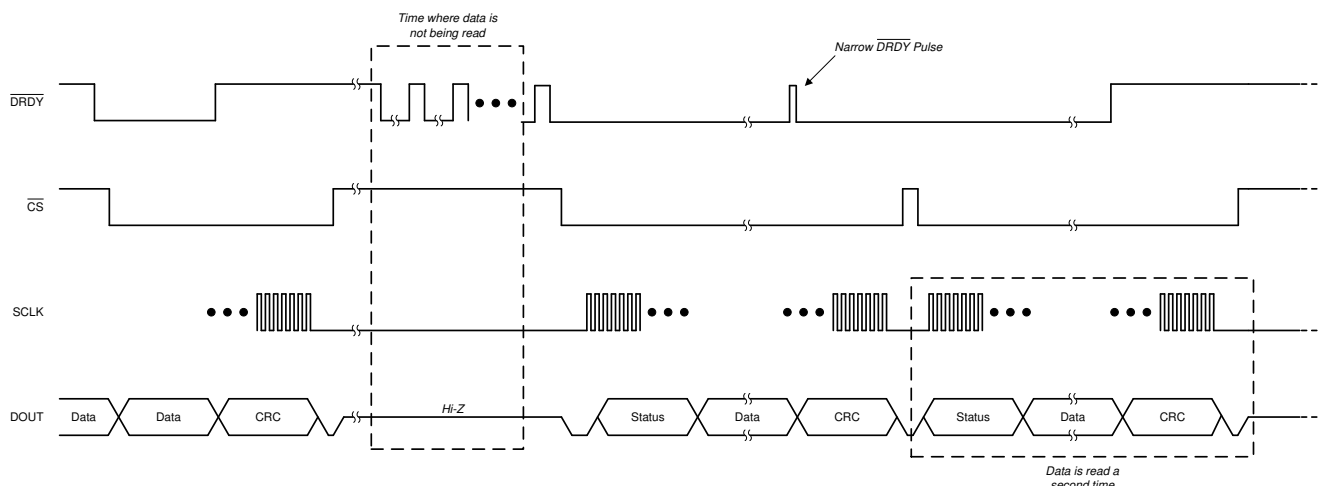 Time where data is
not being read
Narrow DRDY Pulse
DRDY
CS
SCLK
DOUT Data Data CRC Hi-Z Status Data CRC Status Data CRC
Data is read a
second time